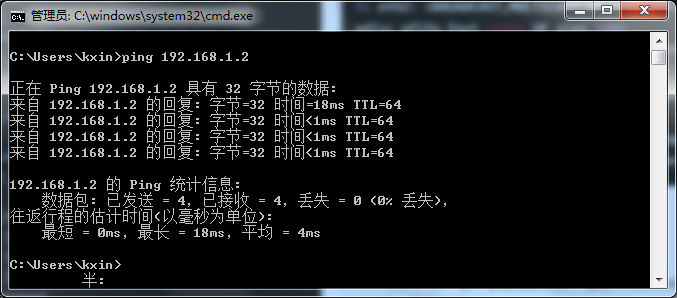 管理员: C:\windows\system32\cmd.exe
C:\Users\kxin>ping 192.168.1.2
正在 Ping 192.168.1.2 具有 32 字节的数据:
来自 192.168.1.2 的回复: 字节=32 时间=18ms TTL=64
来自 192.168.1.2 的回复: 字节=32 时间<1ms TTL=64
来自 192.168.1.2 的回复: 字节=32 时间<1ms TTL=64
来自 192.168.1.2 的回复: 字节=32 时间<1ms TTL=64
192.168.1.2 的 Ping 统计信息:
数据包: 已发送 = 4, 已接收 = 4, 丢失 = 0 (0% 丢失),
往返行程的估计时间(以毫秒为单位):
最短 = 0ms, 最长 = 18ms, 平均 = 4ms
C:\Users\kxin>
半: